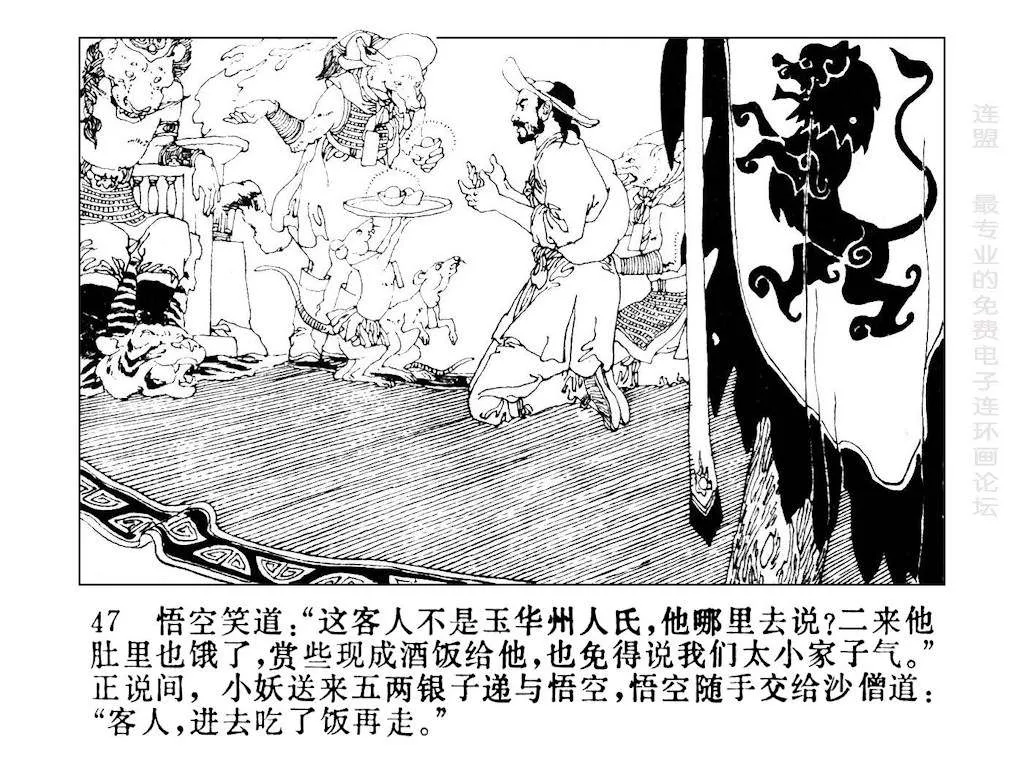 47 悟空笑道：“这客人不是玉华州人氏，他哪里去说？二来他
肚里也饿了，赏些现成酒饭给他，也免得说我们太小家子气。”
正说间，小妖送来五两银子递与悟空，悟空随手交给沙僧道：
“客人，进去吃了饭再走。”
连盟 最专业的免费电子连环画论坛